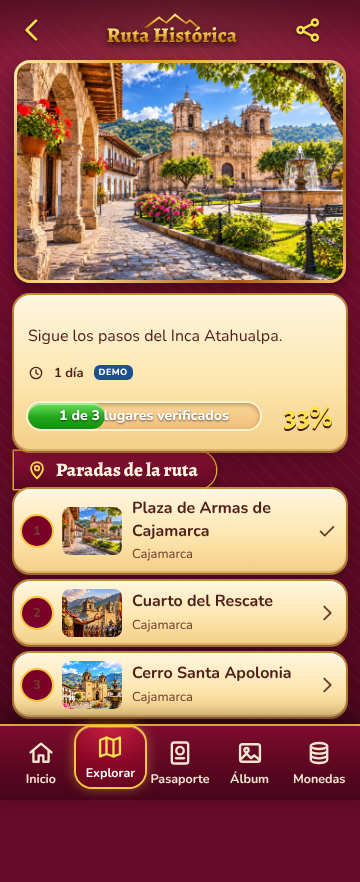 Ruta Histórica
Sigue los pasos del Inca Atahualpa.
1 día DEMO
1 de 3 lugares verificados 33%
Paradas de la ruta
1
Plaza de Armas de
Cajamarca
Cajamarca
2
Cuarto del Rescate
Cajamarca
3
Cerro Santa Apolonia
Cajamarca
Inicio Explorar Pasaporte Álbum Monedas